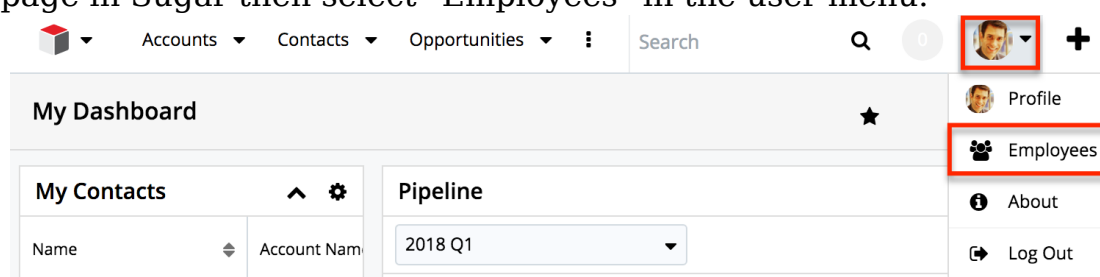 page in Sugar then select "Employees" in the user menu.
Accounts Contacts Opportunities Search 0
Profile
My Dashboard
Employees
My Contacts Pipeline
About
Name Account Nam 2018 Q1
Log Out